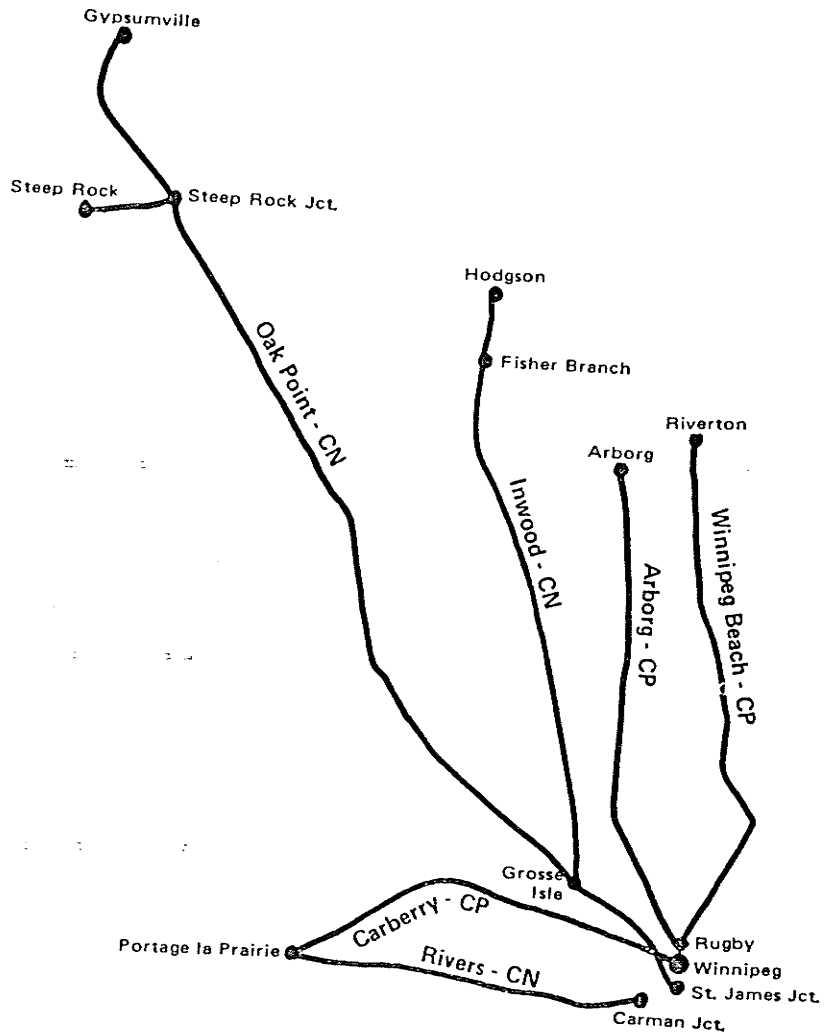 Gypsumville
Steep Rock
Steep Rock Jct.
Hodgson
Oak Point - CN
Fisher Branch
Riverton
Arborg
Inwood - CN
Winnipeg Beach - CP
Arborg - CP
Grosse
Isle
Carberry - CP
Portage la Prairie
Rivers - CN
Rugby
Winnipeg
St. James Jct.
Carman Jct.